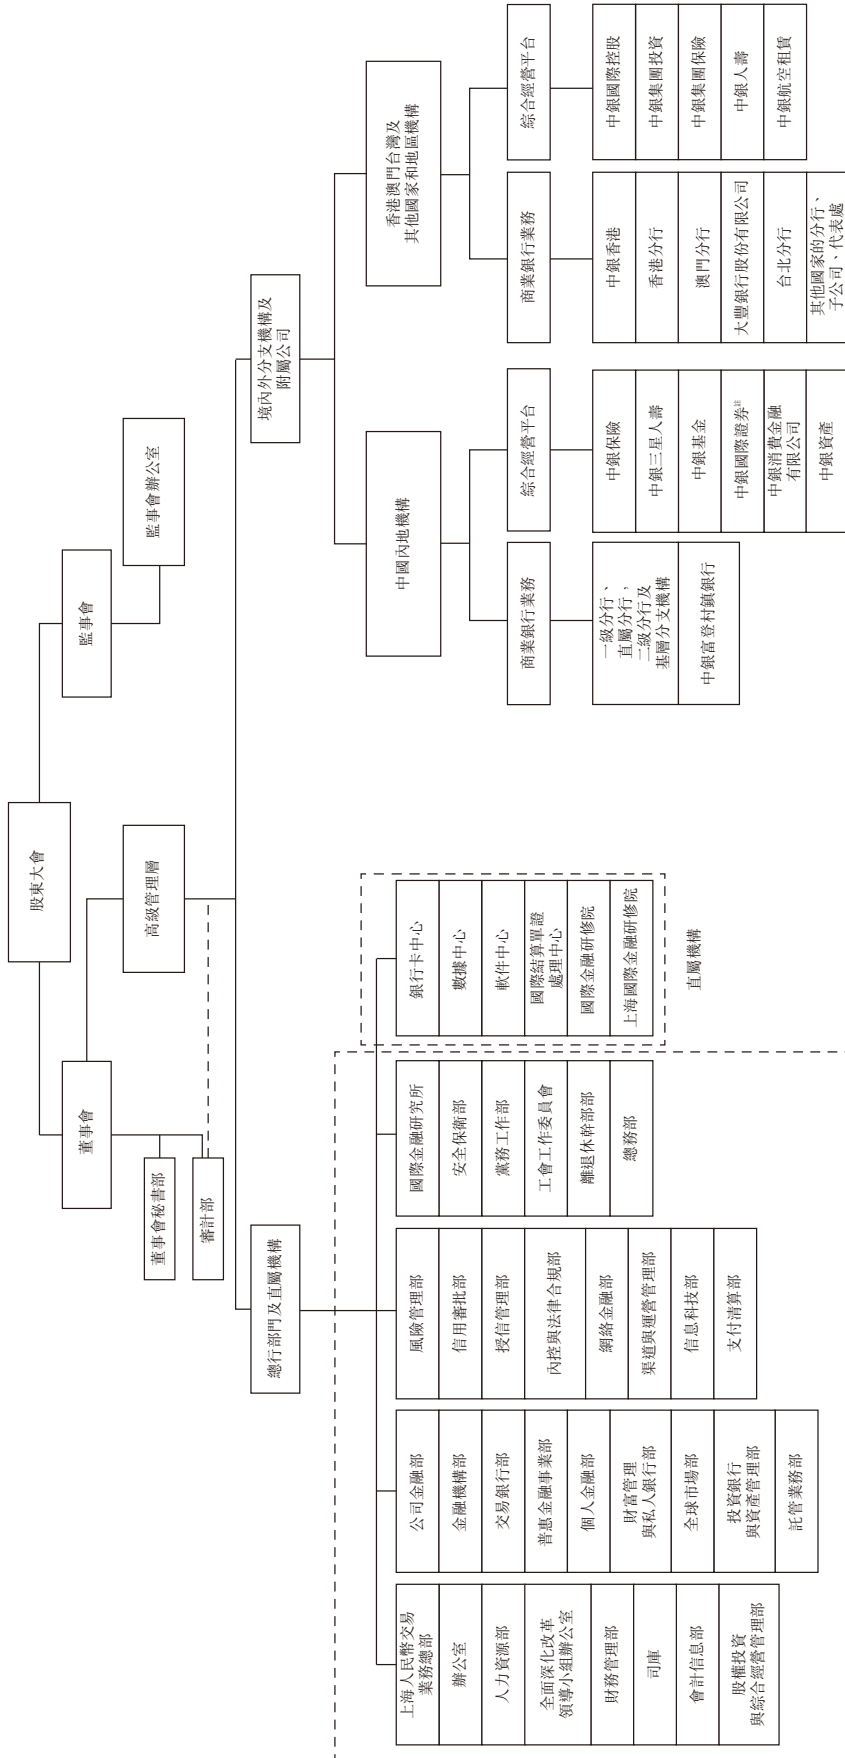 股東大會
董事會
監事會
董事會秘書部
審計部
高級管理層
監事會辦公室
總行部門及直屬機構
境內外分支機構及
附屬公司
上海人民幣交易
業務總部
辦公室
人力資源部
全面深化改革
領導小組辦公室
財務管理部
司庫
會計信息部
股權投資
與綜合經營管理部
公司金融部
金融機構部
交易銀行部
普惠金融事業部
個人金融部
財富管理
與私人銀行部
全球市場部
投資銀行
與資產管理部
託管業務部
風險管理部
信用審批部
授信管理部
內控與法律合規部
網絡金融部
渠道與運營管理部
信息科技部
支付清算部
國際金融研究所
安全保衛部
黨務工作部
工會工作委員會
離退休幹部部
總務部
銀行卡中心
數據中心
軟件中心
國際結算單證
處理中心
國際金融研修院
上海國際金融研修院
直屬機構
中國內地機構
香港澳門台灣及
其他國家和地區機構
商業銀行業務
綜合經營平台
商業銀行業務
綜合經營平台
一級分行、
直屬分行，
二級分行及
基層分支機構
中銀富登村鎮銀行
中銀保險
中銀三星人壽
中銀基金
中銀國際證券註
中銀消費金融
有限公司
中銀資產
中銀香港
香港分行
澳門分行
大豐銀行股份有限公司
台北分行
其他國家的分行、
子公司、代表處
中銀國際控股
中銀集團投資
中銀集團保險
中銀人壽
中銀航空租賃